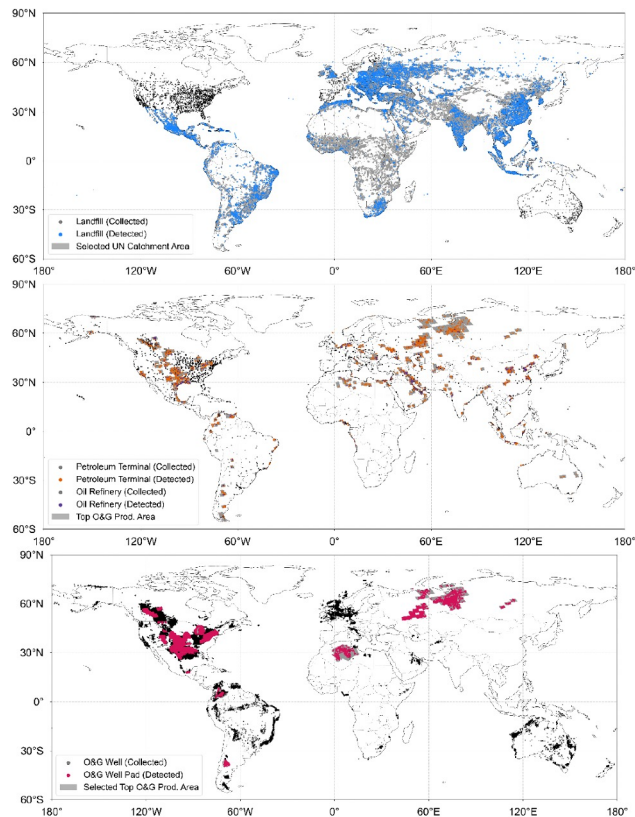 90°N
60°N
30°N
0°
30°S
Landfill (Collected)
Landfill (Detected)
Selected UN Catchment Area
60°S
180° 120°W 60°W 0° 60°E 120°E 180°
90°N
60°N
30°N
0°
30°S
Petroleum Terminal (Collected)
Petroleum Terminal (Detected)
Oil Refinery (Collected)
Oil Refinery (Detected)
Top O&G Prod. Area
60°S
180° 120°W 60°W 0° 60°E 120°E 180°
90°N
60°N
30°N
0°
30°S
O&G Well (Collected)
O&G Well Pad (Detected)
Selected Top O&G Prod. Area
60°S
180° 120°W 60°W 0° 60°E 120°E 180°